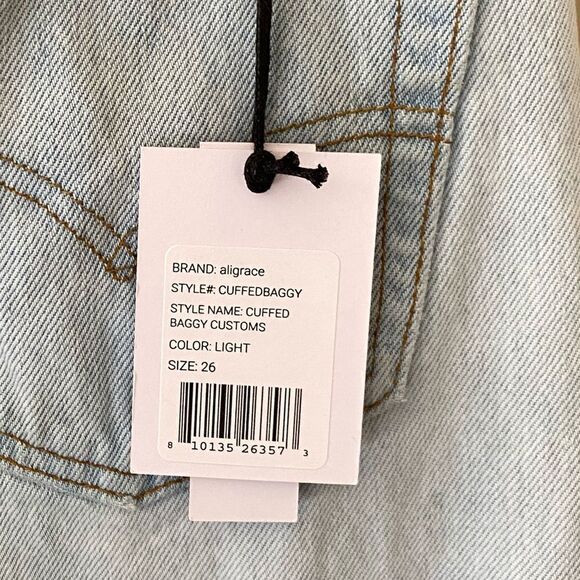 BRAND: aligrace
STYLE#: CUFFEDBAGGY
STYLE NAME: CUFFED
BAGGY CUSTOMS
COLOR: LIGHT
SIZE: 26
8 10135 26357 3